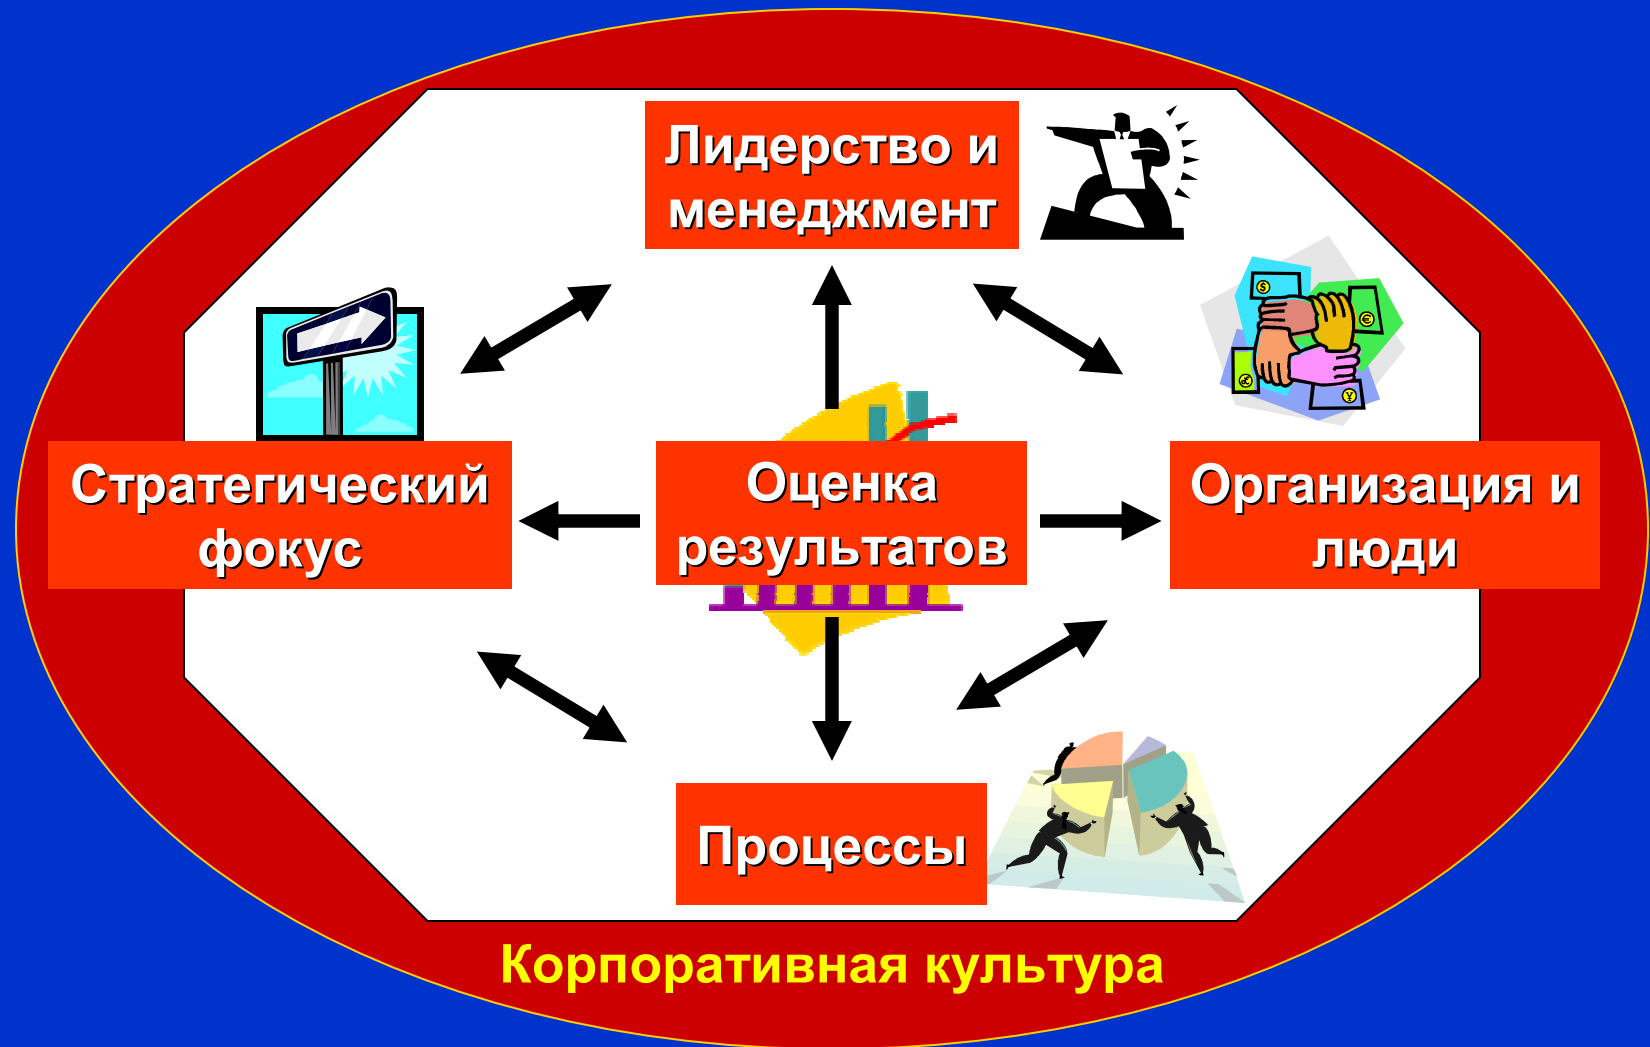 Лидерство и
менеджмент
$
€
£
¥
Стратегический
фокус
Оценка
результатов
Организация и
люди
Процессы
Корпоративная культура